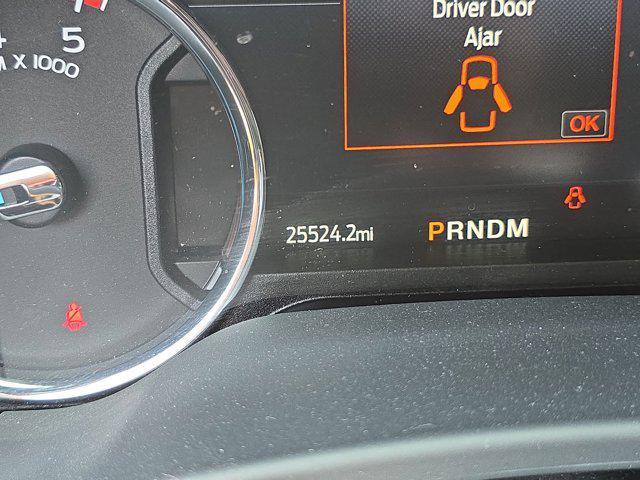 Driver Door
Ajar
OK
5
X 1000
25524.2mi
PRNDM